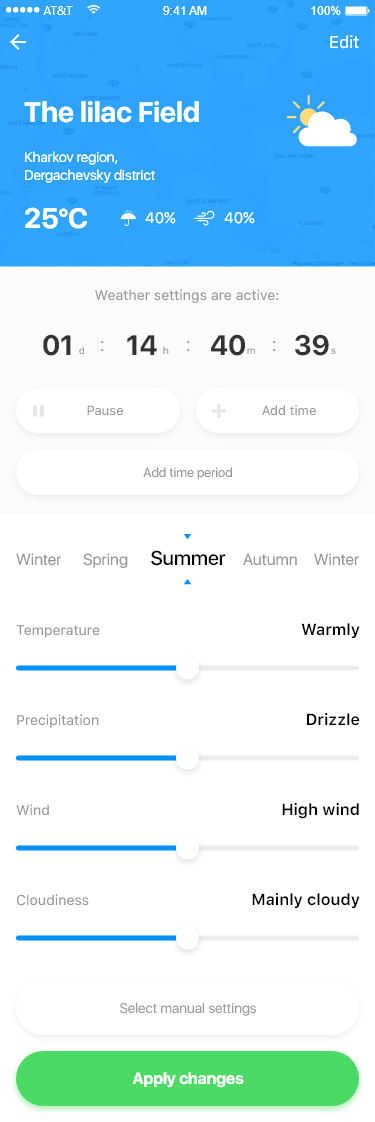 AT&T 9:41 AM 100%
Edit
The lilac Field
Kharkov region,
Dergachevsky district
25°C 40% 40%
Weather settings are active:
01 d : 14 h : 40 m : 39 s
Pause Add time
Add time period
Winter Spring Summer Autumn Winter
Temperature Warmly
Precipitation Drizzle
Wind High wind
Cloudiness Mainly cloudy
Select manual settings
Apply changes